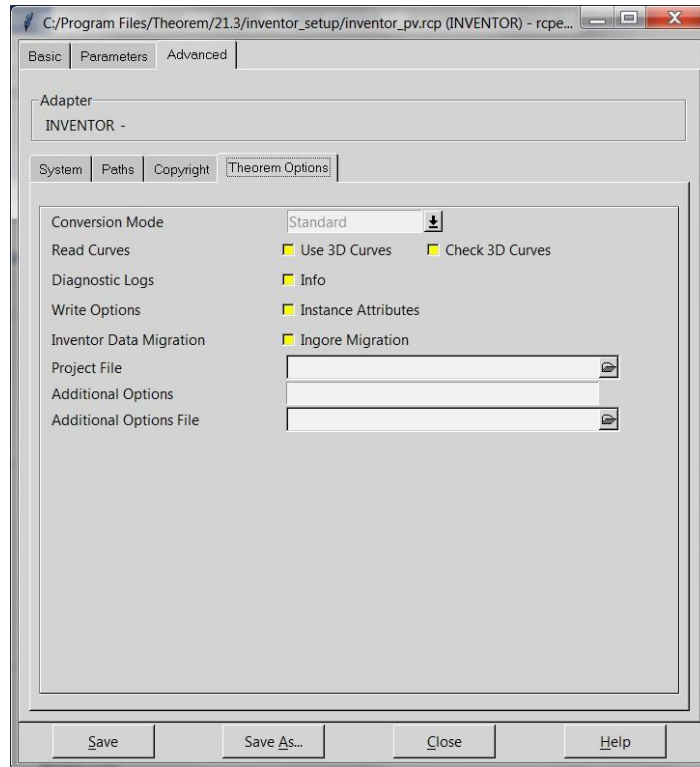 C:/Program Files/Theorem/21.3/inventor_setup/inventor_pv.rcp (INVENTOR) - rcpe...
Basic Parameters Advanced
Adapter
INVENTOR -
System Paths Copyright Theorem Options
Conversion Mode Standard
Read Curves Use 3D Curves Check 3D Curves
Diagnostic Logs Info
Write Options Instance Attributes
Inventor Data Migration Ingore Migration
Project File
Additional Options
Additional Options File
Save Save As... Close Help